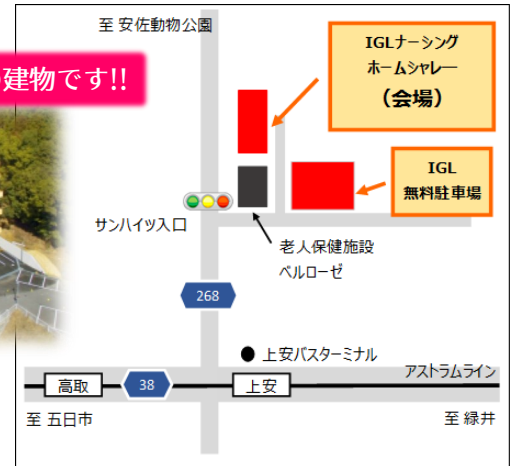 至 安佐動物公園
IGLナーシング
ホームシャレー
（会場）
建物です!!
IGL
無料駐車場
サンハイツ入口
老人保健施設
ベルローゼ
268
上安バスターミナル
アストラムライン
高取
38
上安
至 五日市
至 緑井